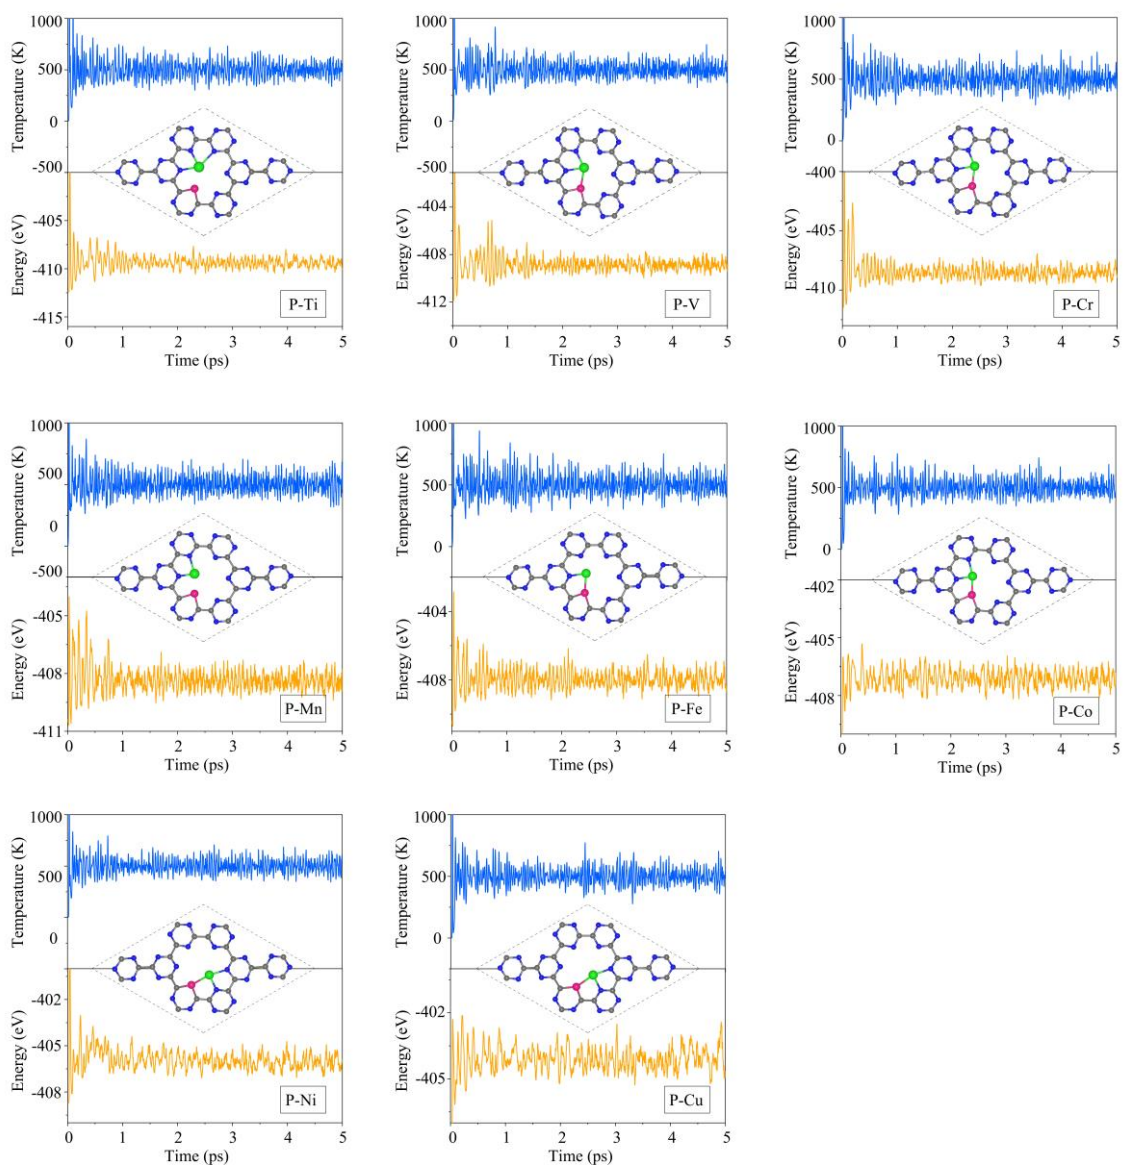 1000
Temperature (K)
500
0
-500
Energy (eV)
-405
-410
-415
P-Ti
0 1 2 3 4 5
Time (ps)
1000
Temperature (K)
500
0
-500
Energy (eV)
-404
-408
-412
P-V
0 1 2 3 4 5
Time (ps)
1000
Temperature (K)
500
0
-400
Energy (eV)
-405
-410
P-Cr
0 1 2 3 4 5
Time (ps)
1000
Temperature (K)
500
0
-500
Energy (eV)
-405
-408
-411
P-Mn
0 1 2 3 4 5
Time (ps)
1000
Temperature (K)
500
0
Energy (eV)
-404
-408
P-Fe
0 1 2 3 4 5
Time (ps)
1000
Temperature (K)
500
0
-402
Energy (eV)
-405
-408
P-Co
0 1 2 3 4 5
Time (ps)
1000
Temperature (K)
500
0
Energy (eV)
-402
-405
-408
P-Ni
0 1 2 3 4 5
Time (ps)
1000
Temperature (K)
500
0
Energy (eV)
-402
-405
P-Cu
0 1 2 3 4 5
Time (ps)